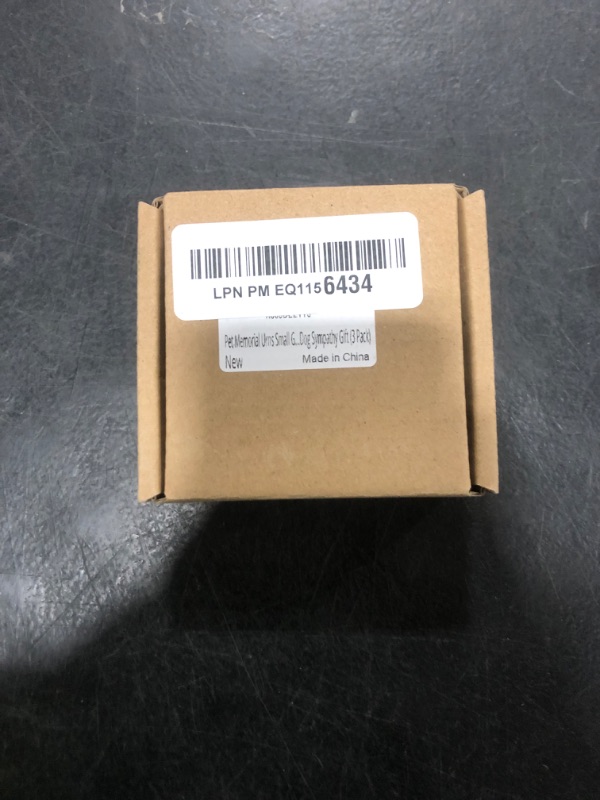 LPN PM EQ1156434
Pet Memorial Urns Small G...Dog Sympathy Gift (3 Pack)
New
Made in China